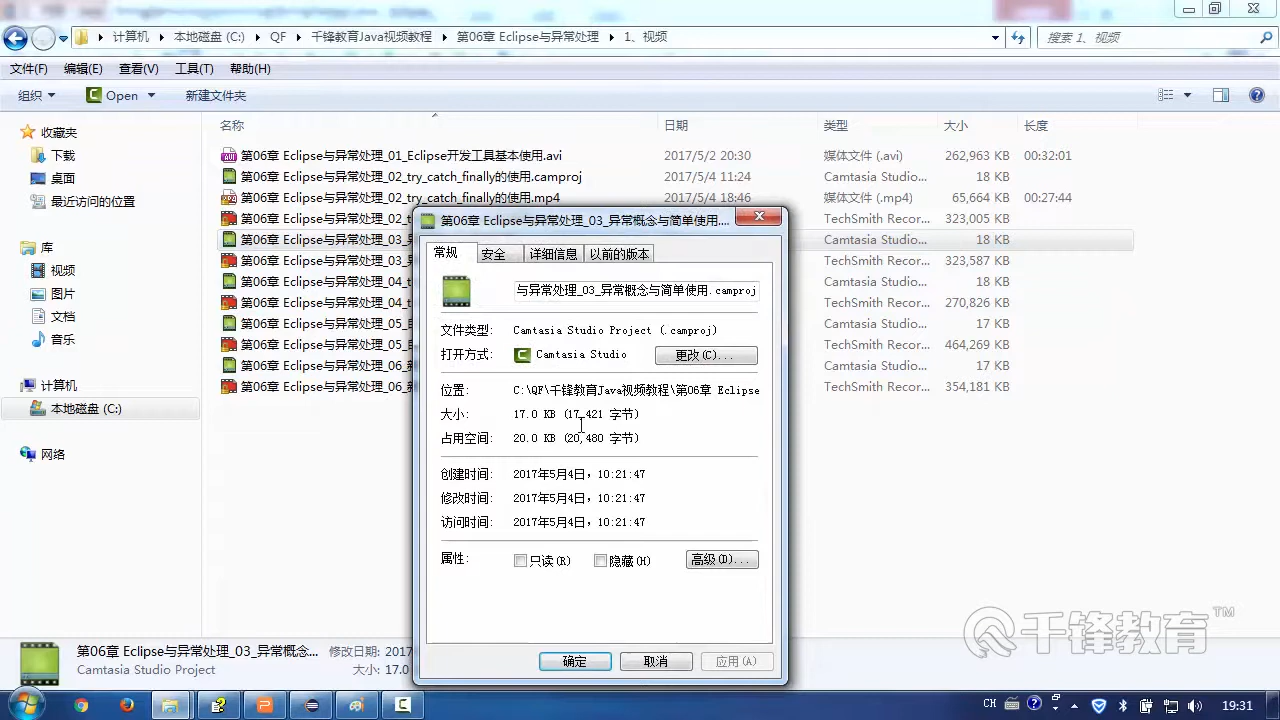 计算机 本地磁盘 (C:) QF 千锋教育Java视频教程 第06章 Eclipse与异常处理 1、视频
搜索 1、视频
文件(F) 编辑(E) 查看(V) 工具(T) 帮助(H)
组织 Open 新建文件夹
名称 日期 类型 大小 长度
收藏夹
下载
桌面
最近访问的位置
库
视频
图片
文档
音乐
计算机
本地磁盘 (C:)
网络
第06章 Eclipse与异常处理_01_Eclipse开发工具基本使用.avi 2017/5/2 20:30 媒体文件 (.avi) 262,963 KB 00:32:01
第06章 Eclipse与异常处理_02_try_catch_finally的使用.camproj 2017/5/4 11:24 Camtasia Studio... 18 KB
第06章 Eclipse与异常处理_02_try_catch_finally的使用.mp4 2017/5/4 18:46 媒体文件 (.mp4) 65,664 KB 00:27:44
第06章 Eclipse与异常处理_02_t TechSmith Recor... 323,005 KB
第06章 Eclipse与异常处理_03_ Camtasia Studio... 18 KB
第06章 Eclipse与异常处理_03_ TechSmith Recor... 323,587 KB
第06章 Eclipse与异常处理_04_t Camtasia Studio... 18 KB
第06章 Eclipse与异常处理_04_t TechSmith Recor... 270,826 KB
第06章 Eclipse与异常处理_05_ Camtasia Studio... 17 KB
第06章 Eclipse与异常处理_05_ TechSmith Recor... 464,269 KB
第06章 Eclipse与异常处理_06_ Camtasia Studio... 17 KB
第06章 Eclipse与异常处理_06_ TechSmith Recor... 354,181 KB
第06章 Eclipse与异常处理_03_异常概念与简单使用....
常规 安全 详细信息 以前的版本
与异常处理_03_异常概念与简单使用.camproj
文件类型: Camtasia Studio Project (.camproj)
打开方式: Camtasia Studio 更改(C)...
位置: C:\QF\千锋教育Java视频教程\第06章 Eclipse
大小: 17.0 KB (17,421 字节)
占用空间: 20.0 KB (20,480 字节)
创建时间: 2017年5月4日，10:21:47
修改时间: 2017年5月4日，10:21:47
访问时间: 2017年5月4日，10:21:47
属性: 只读(R) 隐藏(H) 高级(D)...
确定 取消 应用(A)
千锋教育™
第06章 Eclipse与异常处理_03_异常概念... 修改日期: 2017
Camtasia Studio Project 大小: 17.0
CH 19:31